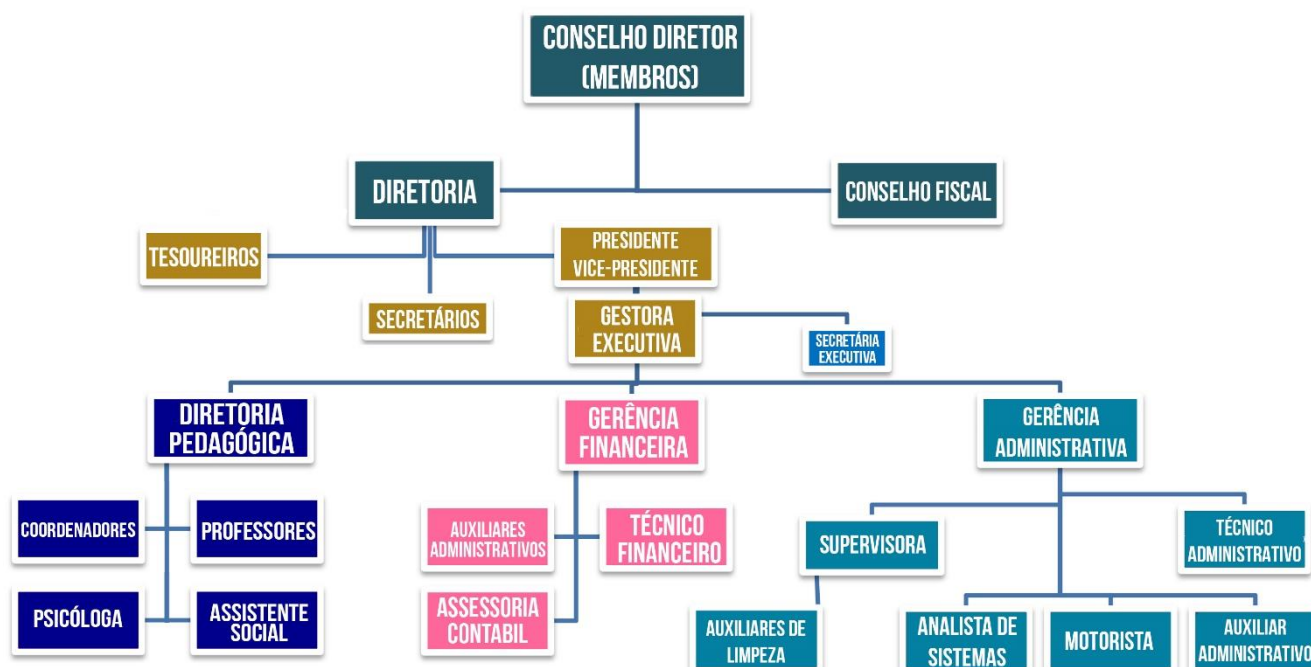 CONSELHO DIRETOR
(MEMBROS)
DIRETORIA
CONSELHO FISCAL
TESOUREIROS
PRESIDENTE
VICE-PRESIDENTE
SECRETÁRIOS
GESTORA
EXECUTIVA
SECRETÁRIA
EXECUTIVA
DIRETORIA
PEDAGÓGICA
GERÊNCIA
FINANCEIRA
GERÊNCIA
ADMINISTRATIVA
COORDENADORES
PROFESSORES
AUXILIARES
ADMINISTRATIVOS
TÉCNICO
FINANCEIRO
SUPERVISORA
TÉCNICO
ADMINISTRATIVO
PSICÓLOGA
ASSISTENTE
SOCIAL
ASSESSORIA
CONTABIL
AUXILIARES DE
LIMPEZA
ANALISTA DE
SISTEMAS
MOTORISTA
AUXILIAR
ADMINISTRATIVO